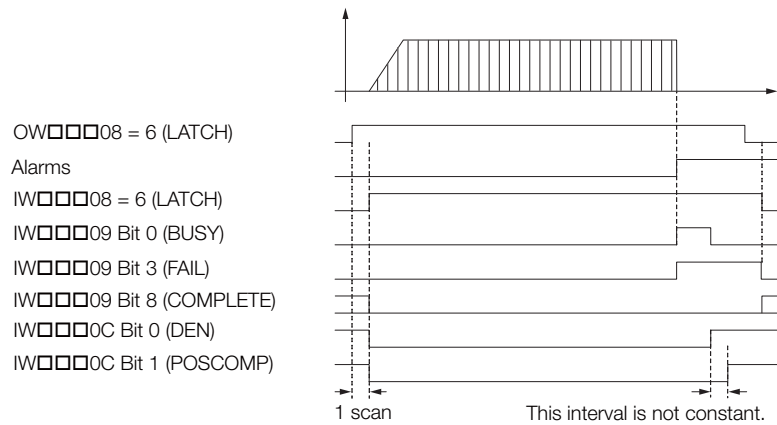 OW□□□08 = 6 (LATCH)
Alarms
IW□□□08 = 6 (LATCH)
IW□□□09 Bit 0 (BUSY)
IW□□□09 Bit 3 (FAIL)
IW□□□09 Bit 8 (COMPLETE)
IW□□□0C Bit 0 (DEN)
IW□□□0C Bit 1 (POSCOMP)
1 scan
This interval is not constant.